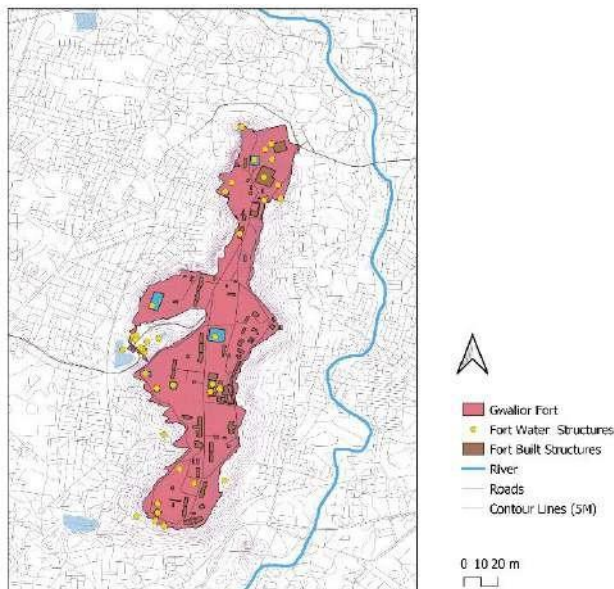 Gwalior Fort
Fort Water Structures
Fort Built Structures
River
Roads
Contour Lines (5M)
0 10 20 m